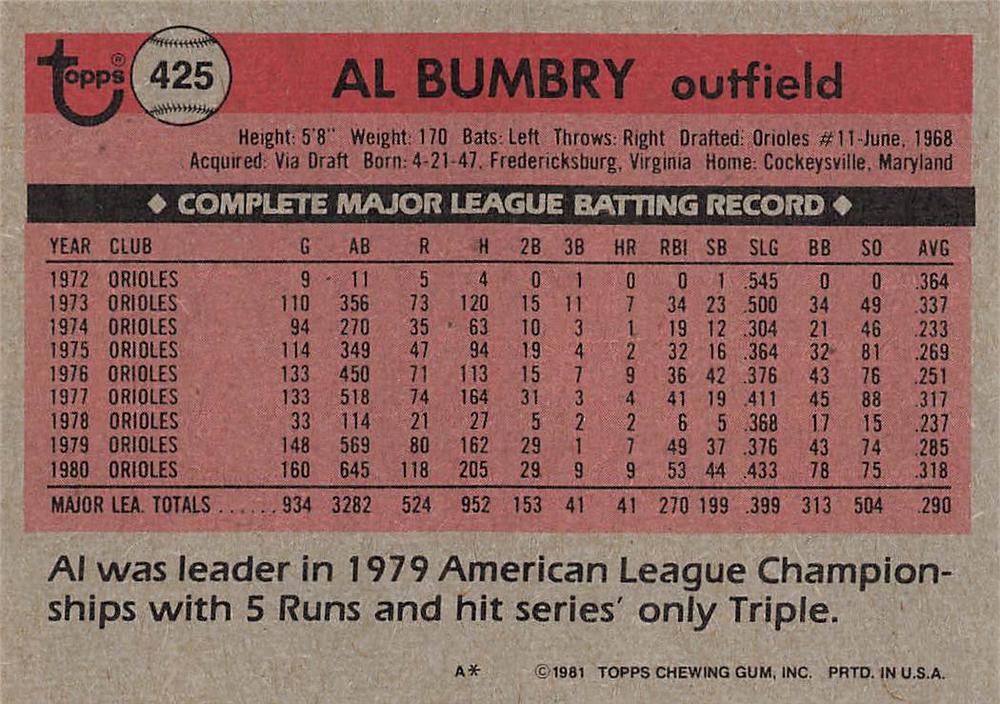 Topps® 425 AL BUMBRY outfield
Height: 5'8" Weight: 170 Bats: Left Throws: Right Drafted: Orioles #11-June, 1968
Acquired: Via Draft Born: 4-21-47, Fredericksburg, Virginia Home: Cockeysville, Maryland
◆ COMPLETE MAJOR LEAGUE BATTING RECORD ◆
YEAR CLUB G AB R H 2B 3B HR RBI SB SLG BB SO AVG
1972 ORIOLES 9 11 5 4 0 1 0 0 1 .545 0 0 .364
1973 ORIOLES 110 356 73 120 15 11 7 34 23 .500 34 49 .337
1974 ORIOLES 94 270 35 63 10 3 1 19 12 .304 21 46 .233
1975 ORIOLES 114 349 47 94 19 4 2 32 16 .364 32 81 .269
1976 ORIOLES 133 450 71 113 15 7 9 36 42 .376 43 76 .251
1977 ORIOLES 133 518 74 164 31 3 4 41 19 .411 45 88 .317
1978 ORIOLES 33 114 21 27 5 2 2 6 5 .368 17 15 .237
1979 ORIOLES 148 569 80 162 29 1 7 49 37 .376 43 74 .285
1980 ORIOLES 160 645 118 205 29 9 9 53 44 .433 78 75 .318
MAJOR LEA. TOTALS ...... 934 3282 524 952 153 41 41 270 199 .399 313 504 .290
Al was leader in 1979 American League Champion-
ships with 5 Runs and hit series' only Triple.
A* ©1981 TOPPS CHEWING GUM, INC. PRTD. IN U.S.A.